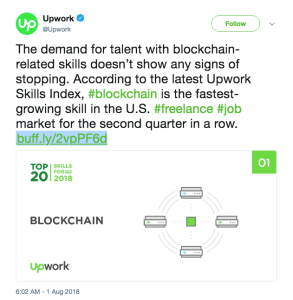 Upwork
@Upwork
Follow
The demand for talent with blockchain-
related skills doesn't show any signs of
stopping. According to the latest Upwork
Skills Index, #blockchain is the fastest-
growing skill in the U.S. #freelance #job
market for the second quarter in a row.
buff.ly/2vpPF6d
01
TOP SKILLS
20 FOR Q2
2018
BLOCKCHAIN
Upwork
6:02 AM - 1 Aug 2018